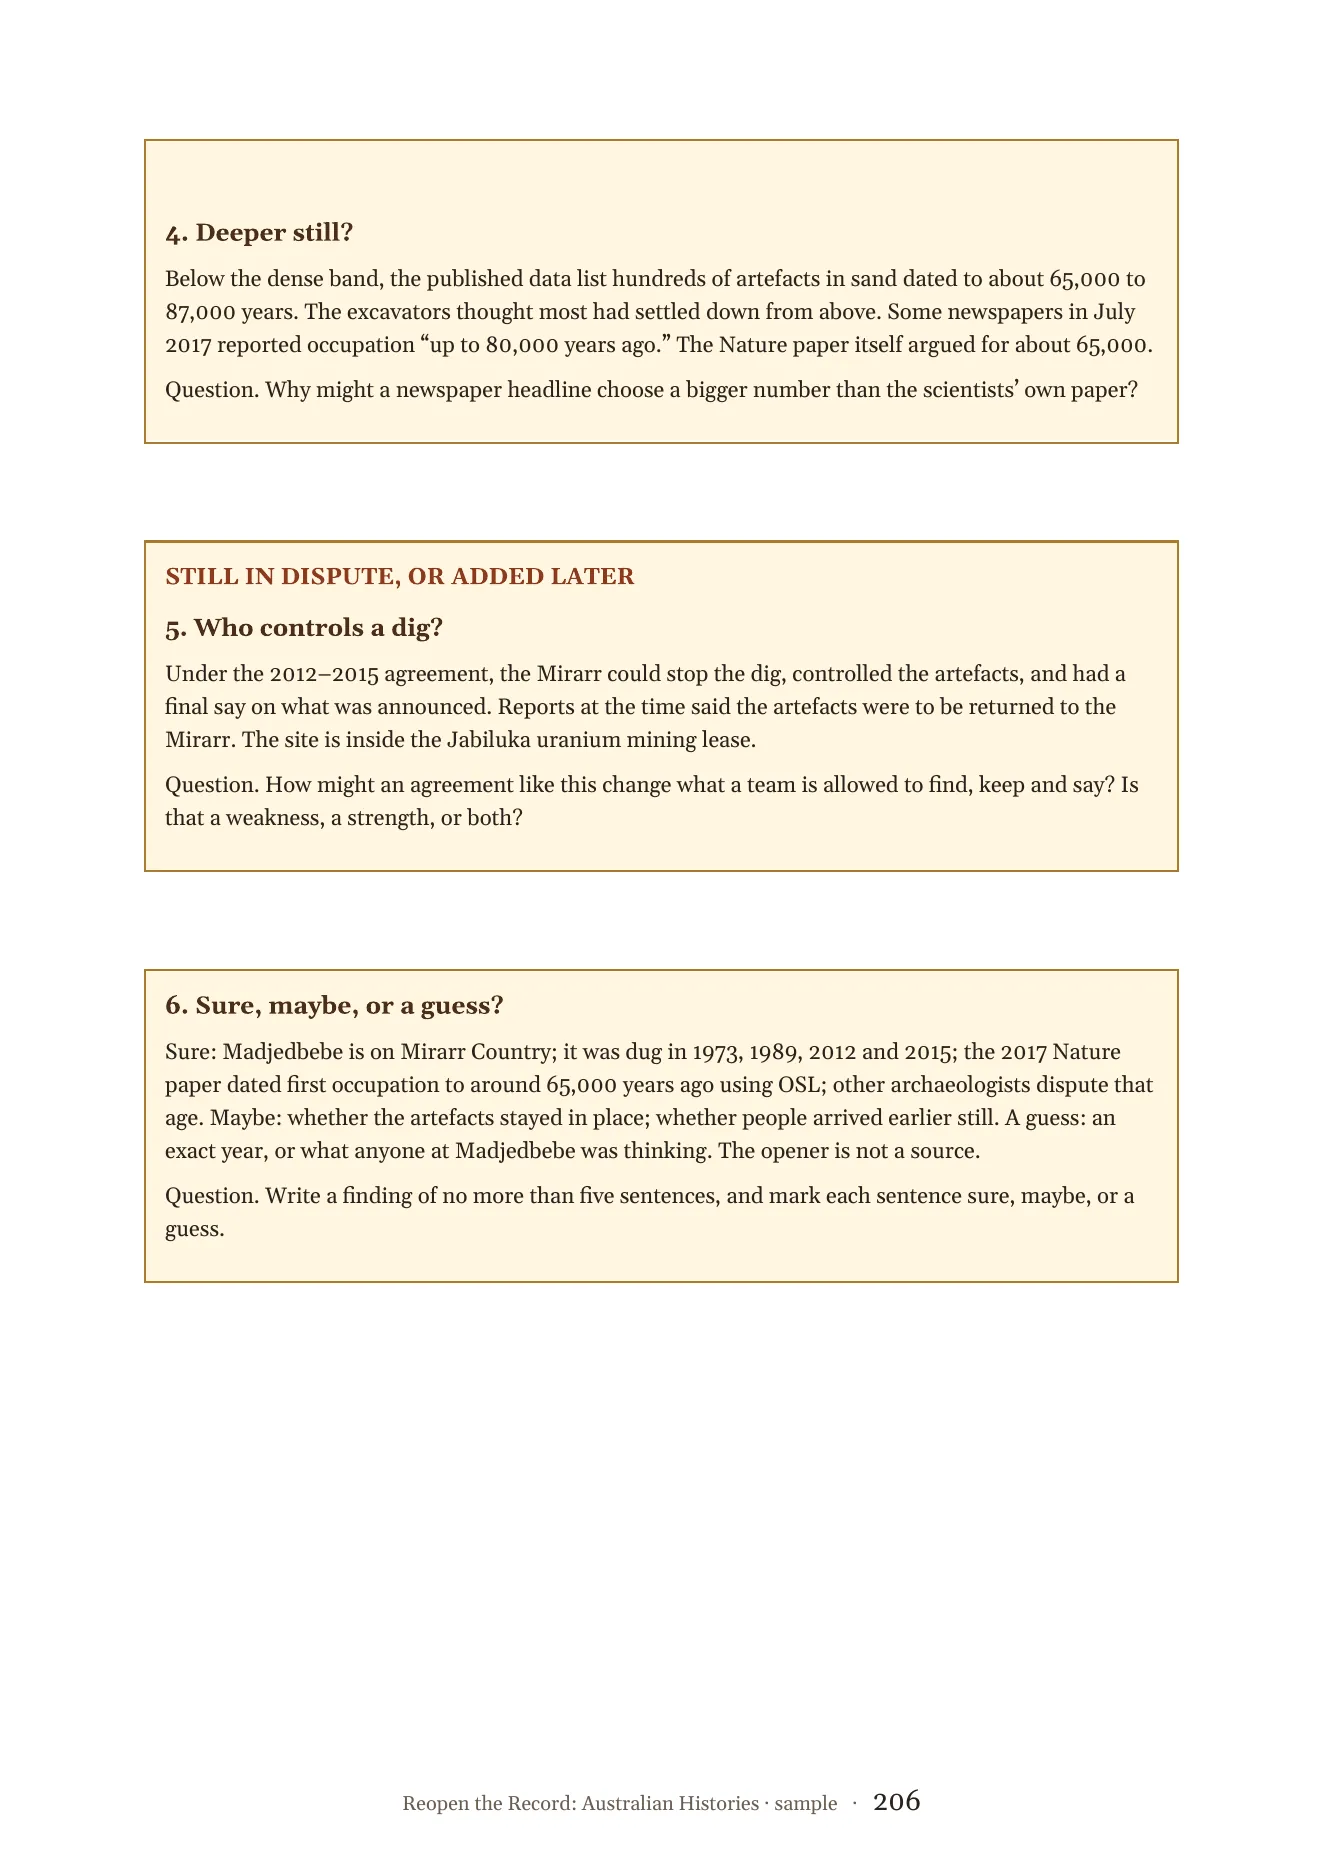 4. Deeper still?
Below the dense band, the published data list hundreds of artefacts in sand dated to about 65,000 to
87,000 years. The excavators thought most had settled down from above. Some newspapers in July
2017 reported occupation “up to 80,000 years ago.” The Nature paper itself argued for about 65,000.
Question. Why might a newspaper headline choose a bigger number than the scientists’ own paper?
STILL IN DISPUTE, OR ADDED LATER
5. Who controls a dig?
Under the 2012–2015 agreement, the Mirarr could stop the dig, controlled the artefacts, and had a
final say on what was announced. Reports at the time said the artefacts were to be returned to the
Mirarr. The site is inside the Jabiluka uranium mining lease.
Question. How might an agreement like this change what a team is allowed to find, keep and say? Is
that a weakness, a strength, or both?
6. Sure, maybe, or a guess?
Sure: Madjedbebe is on Mirarr Country; it was dug in 1973, 1989, 2012 and 2015; the 2017 Nature
paper dated first occupation to around 65,000 years ago using OSL; other archaeologists dispute that
age. Maybe: whether the artefacts stayed in place; whether people arrived earlier still. A guess: an
exact year, or what anyone at Madjedbebe was thinking. The opener is not a source.
Question. Write a finding of no more than five sentences, and mark each sentence sure, maybe, or a
guess.
Reopen the Record: Australian Histories · sample · 206